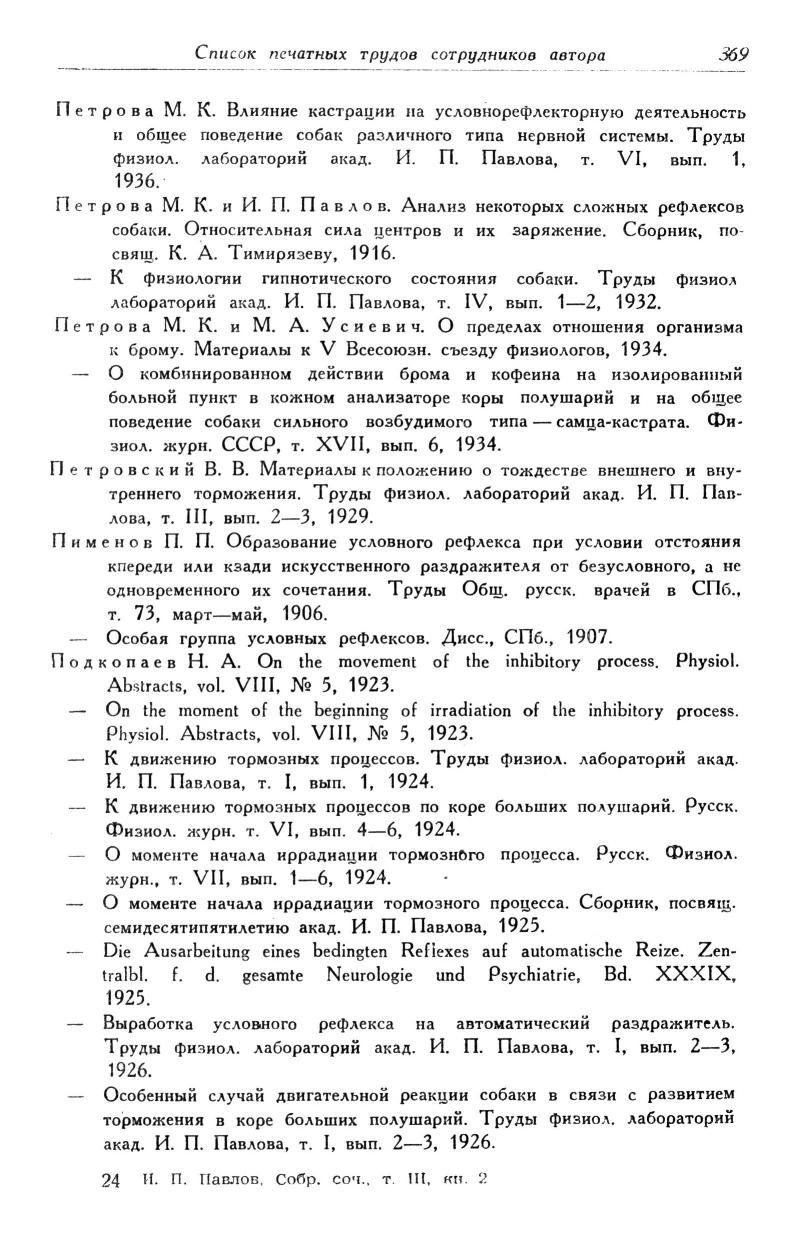 Список печатных трудов сотрудников автора 369
Петрова М. К. Влияние кастрации на условнорефлекторную деятельность
и общее поведение собак различного типа нервной системы. Труды
физиол. лабораторий акад. И. П. Павлова, т. VI, вып. 1,
1936.
Петрова М. К. и И. П. Павлов. Анализ некоторых сложных рефлексов
собаки. Относительная сила центров и их заряжение. Сборник, по-
свящ. К. А. Тимирязеву, 1916.
— К физиологии гипнотического состояния собаки. Труды физиол
лабораторий акад. И. П. Павлова, т. IV, вып. 1—2, 1932.
Петрова М. К. и М. А. Усиевич. О пределах отношения организма
к брому. Материалы к V Всесоюзн. съезду физиологов, 1934.
— О комбинированном действии брома и кофеина на изолированный
больной пункт в кожном анализаторе коры полушарий и на общее
поведение собаки сильного возбудимого типа — самца-кастрата. Фи-
зиол. журн. СССР, т. XVII, вып. 6, 1934.
Петровский В. В. Материалы к положению о тождестве внешнего и вну-
треннего торможения. Труды физиол. лабораторий акад. И. П. Пав-
лова, т. III, вып. 2—3, 1929.
Пименов П. П. Образование условного рефлекса при условии отстояния
кпереди или кзади искусственного раздражителя от безусловного, а не
одновременного их сочетания. Труды Общ. русск. врачей в СПб.,
т. 73, март—май, 1906.
— Особая группа условных рефлексов. Дисс., СПб., 1907.
Подкопаев Н. А. On the movement of the inhibitory process. Physiol.
Abstracts, vol. VIII, № 5, 1923.
— On the moment of the beginning of irradiation of the inhibitory process.
Physiol. Abstracts, vol. VIII, № 5, 1923.
— К движению тормозных процессов. Труды физиол. лабораторий акад.
И. П. Павлова, т. I, вып. 1, 1924.
— К движению тормозных процессов по коре больших полушарий. Русск.
Физиол. журн. т. VI, вып. 4—6, 1924.
— О моменте начала иррадиации тормозного процесса. Русск. Физиол.
журн., т. VII, вып. 1—6, 1924.
— О моменте начала иррадиации тормозного процесса. Сборник, посвящ.
семидесятипятилетию акад. И. П. Павлова, 1925.
— Die Ausarbeitung eines bedingten Reflexes auf automatische Reize. Zen-
tralbl. f. d. gesamte Neurologie und Psychiatrie, Bd. XXXIX,
1925.
— Выработка условного рефлекса на автоматический раздражитель.
Труды физиол. лабораторий акад. И. П. Павлова, т. I, вып. 2—3,
1926.
— Особенный случай двигательной реакции собаки в связи с развитием
торможения в коре больших полушарий. Труды физиол. лабораторий
акад. И. П. Павлова, т. I, вып. 2—3, 1926.
24 И. П. Павлов, Собр. соч., т. III, кн. 2